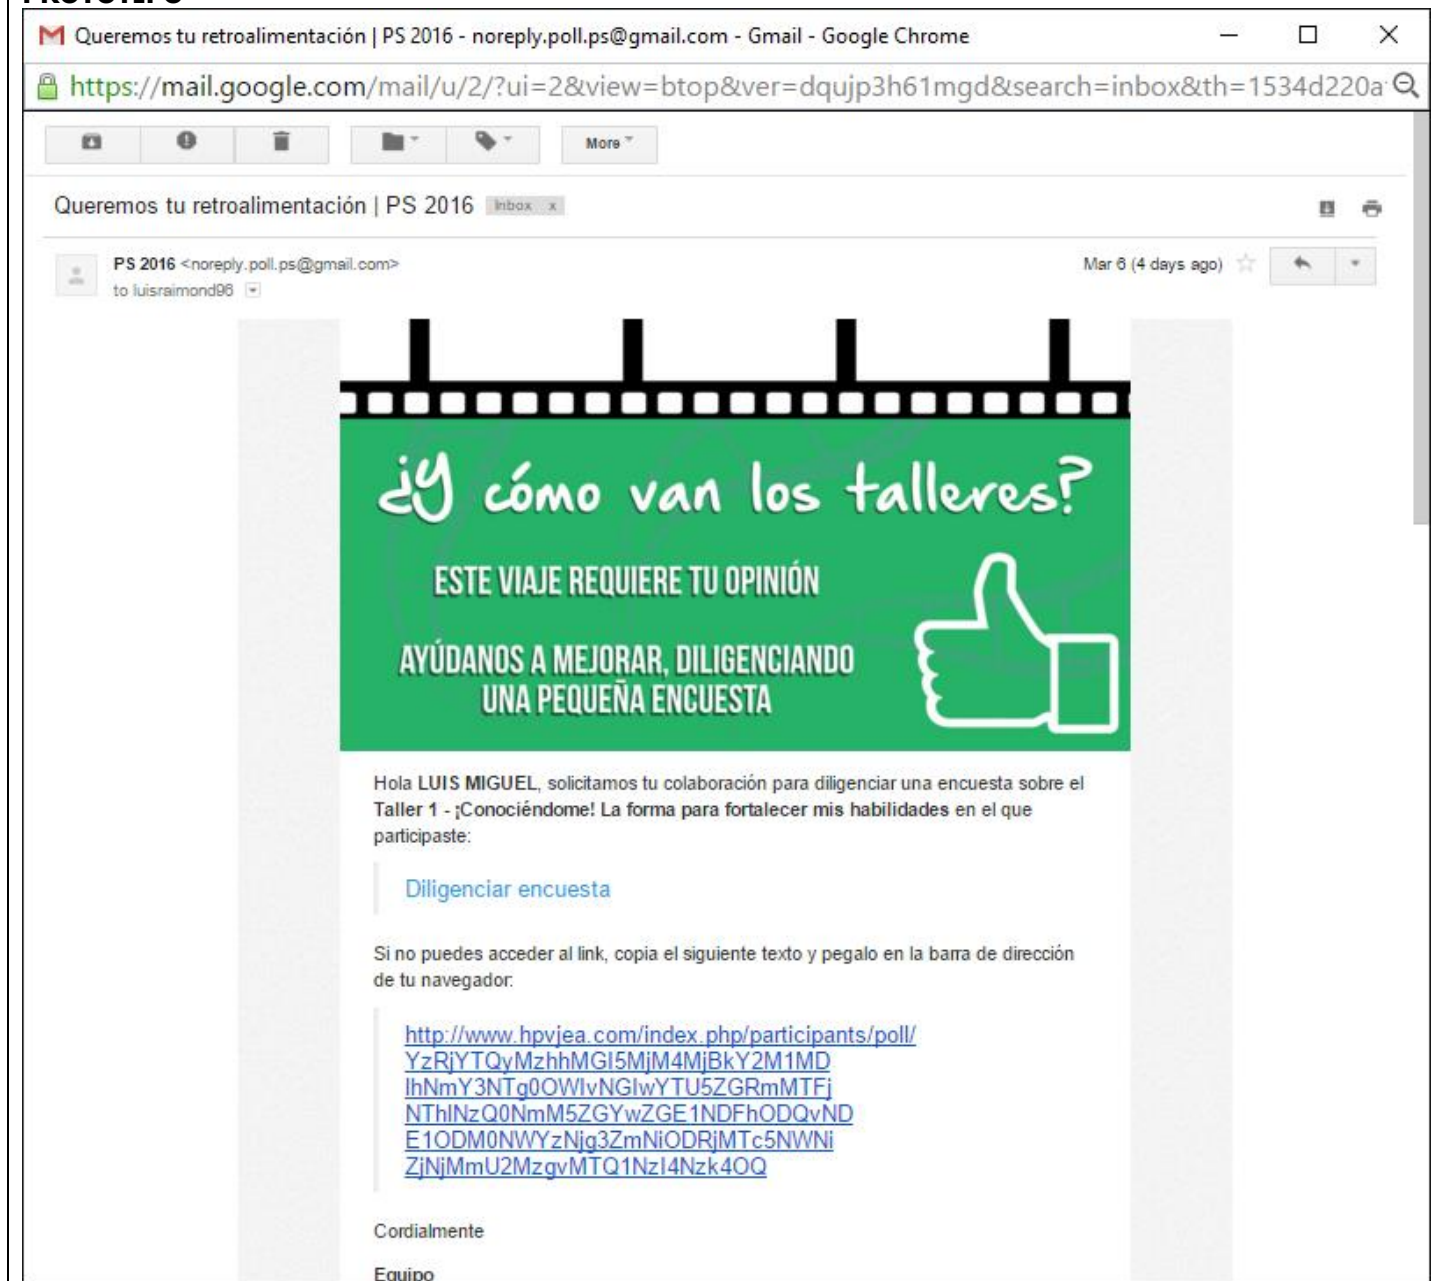 PROTOTIPO
Queremos tu retroalimentación | PS 2016 - noreply.poll.ps@gmail.com - Gmail - Google Chrome
https://mail.google.com/mail/u/2/?ui=2&view=btop&ver=dqujp3h61mgd&search=inbox&th=1534d220a
More
Queremos tu retroalimentación | PS 2016 Inbox x
PS 2016 <noreply.poll.ps@gmail.com>
Mar 6 (4 days ago)
to luisraimond96
¿Y cómo van los talleres?
ESTE VIAJE REQUIERE TU OPINIÓN
AYÚDANOS A MEJORAR, DILIGENCIANDO
UNA PEQUEÑA ENCUESTA
Hola LUIS MIGUEL, solicitamos tu colaboración para diligenciar una encuesta sobre el
Taller 1 - ¡Conociéndome! La forma para fortalecer mis habilidades en el que
participaste:
Diligenciar encuesta
Si no puedes acceder al link, copia el siguiente texto y pegalo en la barra de dirección
de tu navegador:
http://www.hpvjea.com/index.php/participants/poll/
YzRjYTQyMzhhMGI5MjM4MjBkY2M1MD
IhNmY3NTg0OWIvNGIwYTU5ZGRmMTFj
NThlNzQ0NmM5ZGYwZGE1NDFhODQvND
E1ODM0NWYzNjg3ZmNiODRjMTc5NWNi
ZjNjMmU2MzgvMTQ1NzI4Nzk4OQ
Cordialmente
Equipo